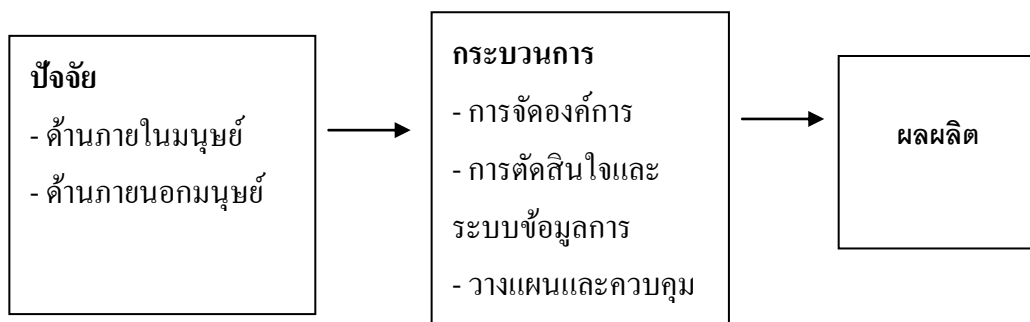 ปัจจัย
- ด้านภายในมนุษย์
- ด้านภายนอกมนุษย์
กระบวนการ
- การจัดองค์การ
- การตัดสินใจและ
ระบบข้อมูลการ
- วางแผนและควบคุม
ผลผลิต